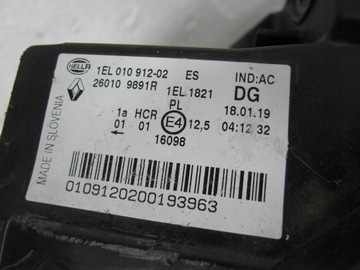 HELLA
1EL 010 912-02 ES IND:AC
26010 9891R 1EL.1821 DG
PL 18.01.19
1a HCR E4 12,5 04:12:32
← 01 01
16098
MADE IN SLOVENIA
0109120200193963